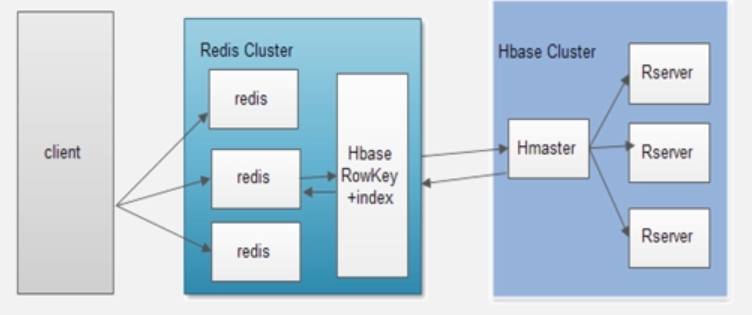 client
Redis Cluster
redis
redis
redis
Hbase
RowKey
+index
Hbase Cluster
Hmaster
Rserver
Rserver
Rserver